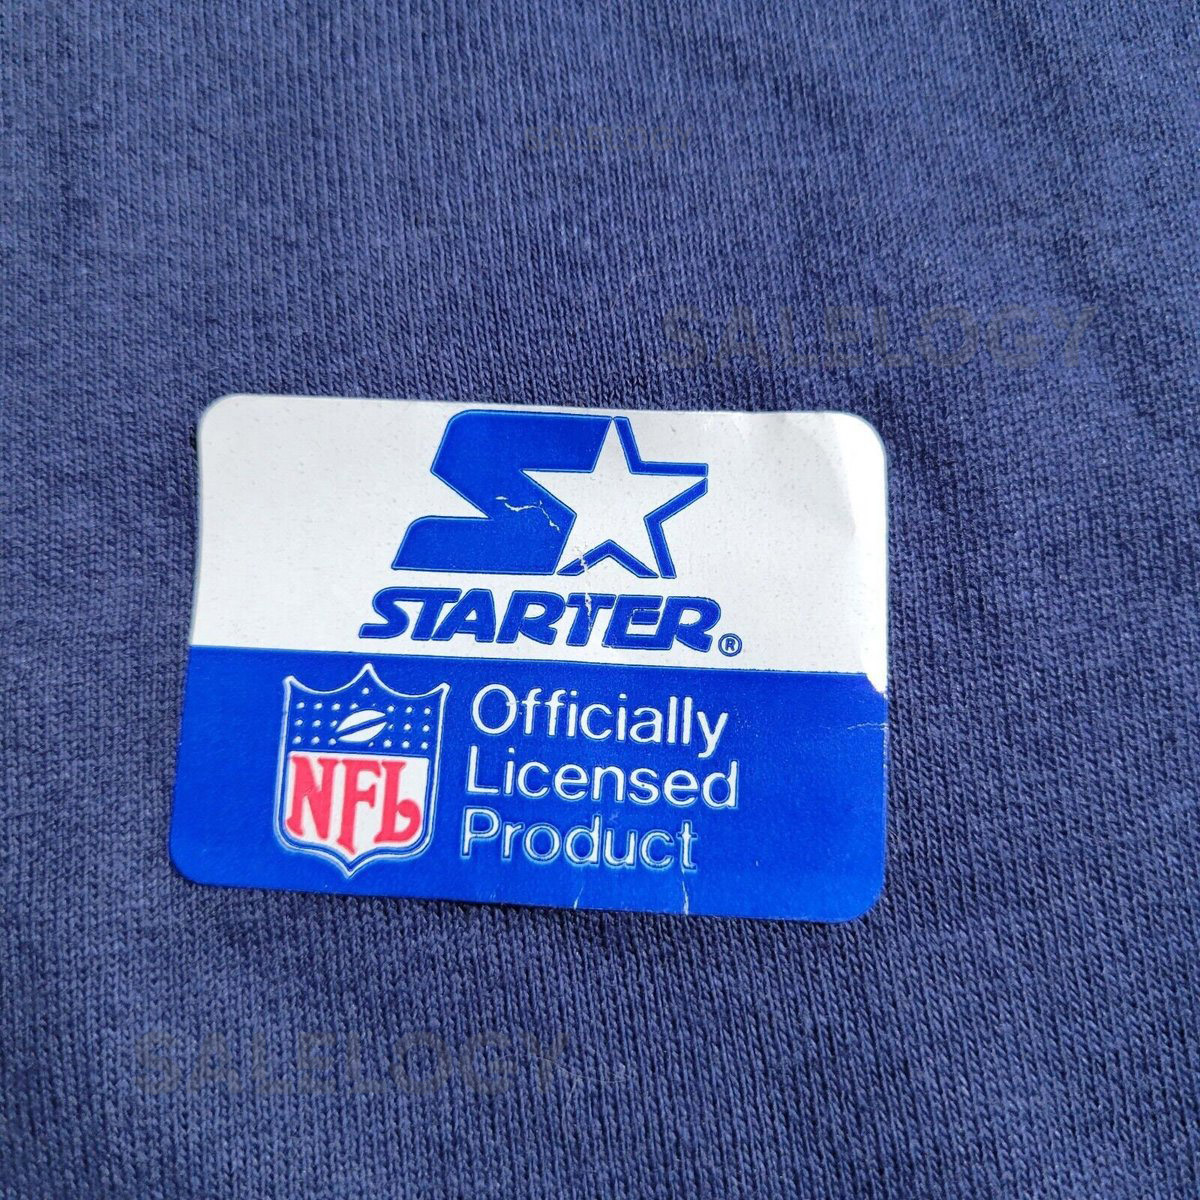 SALELOGY
STARTER®
NFL
Officially
Licensed
Product
SALELOGY